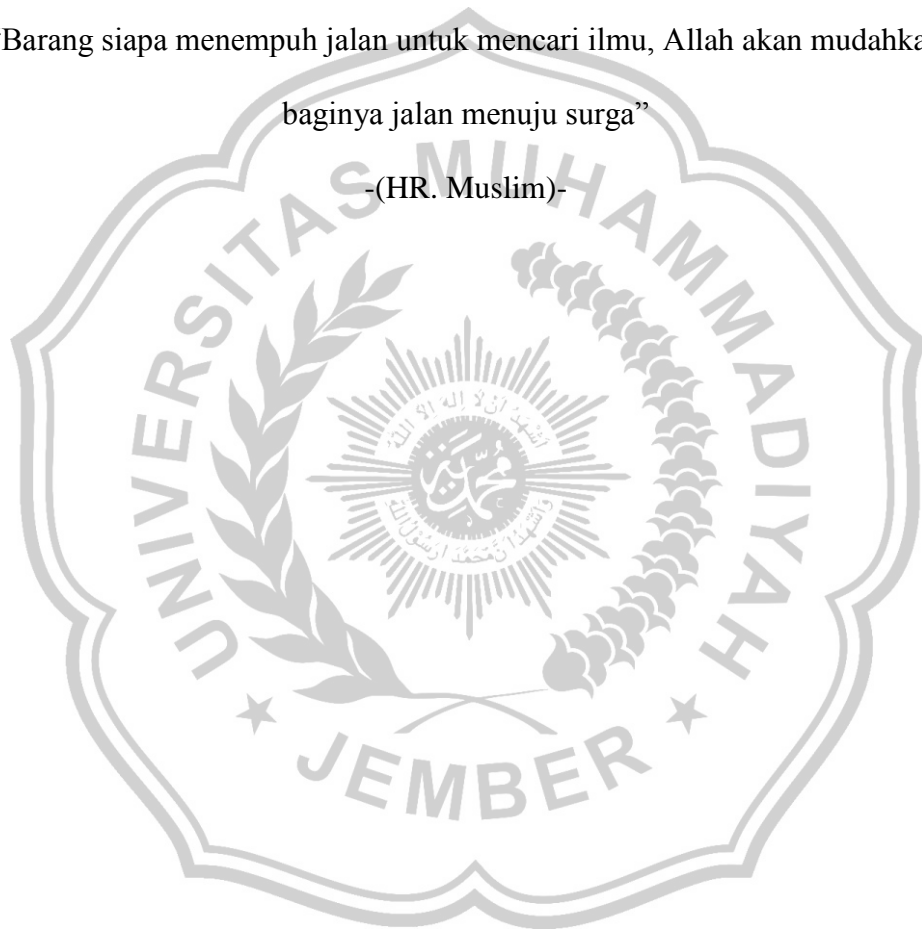 “Barang siapa menempuh jalan untuk mencari ilmu, Allah akan mudahka
baginya jalan menuju surga”
-(HR. Muslim)-
UNIVERSITAS MUHAMMADIYAH
JEMBER